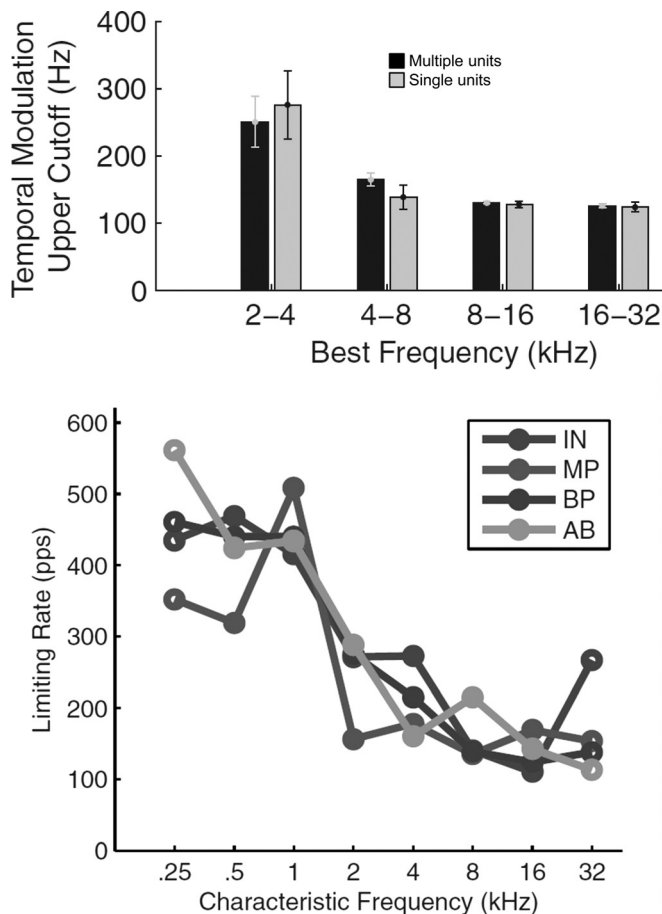 400
300
200
100
0
Temporal Modulation
Upper Cutoff (Hz)
Multiple units
Single units
2–4 4–8 8–16 16–32
Best Frequency (kHz)
600
500
400
300
200
100
0
Limiting Rate (pps)
IN
MP
BP
AB
.25 .5 1 2 4 8 16 32
Characteristic Frequency (kHz)